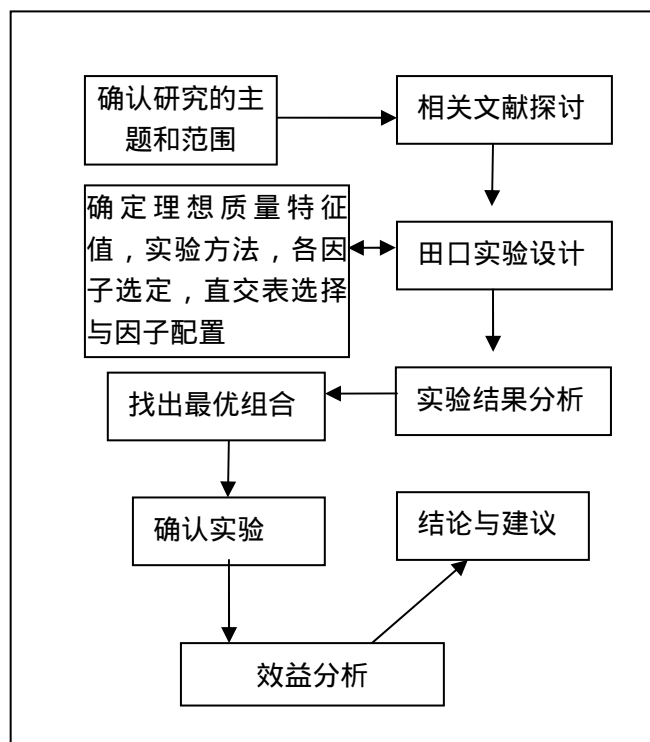 确认研究的主
题和范围
相关文献探讨
确定理想质量特征
值，实验方法，各因
子选定，直交表选择
与因子配置
田口实验设计
实验结果分析
找出最优组合
确认实验
结论与建议
效益分析